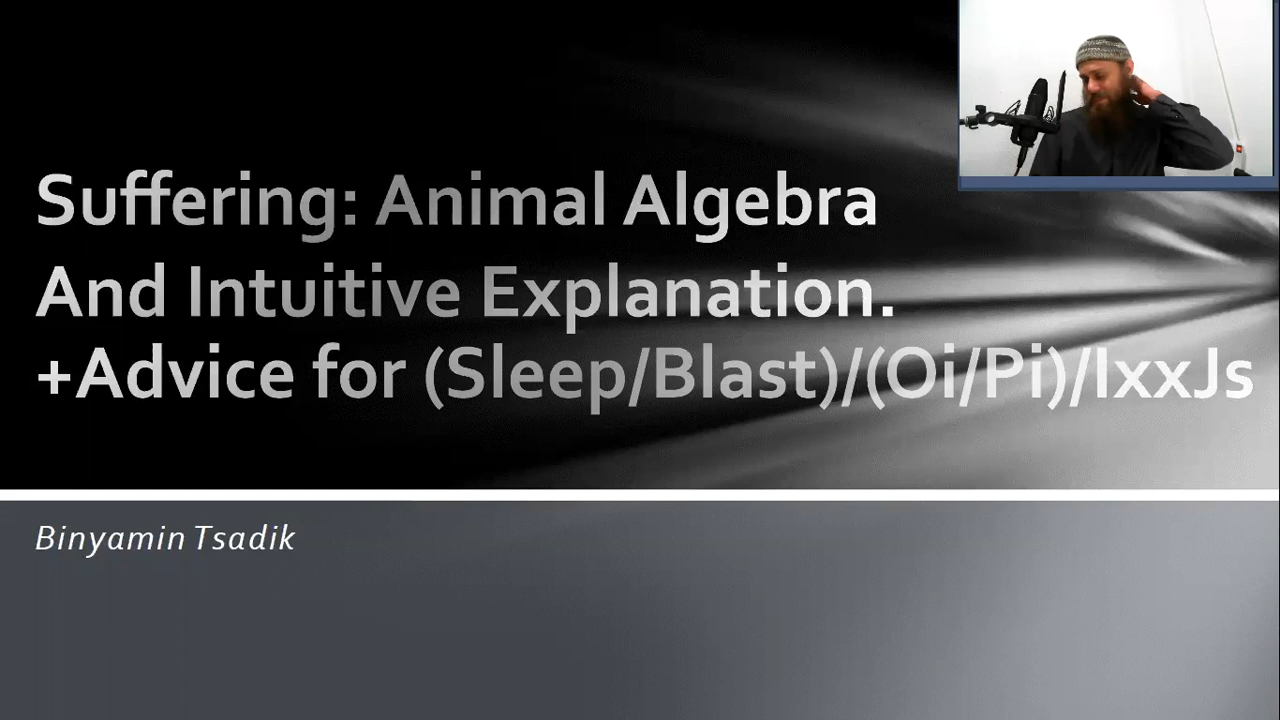 Suffering: Animal Algebra
And Intuitive Explanation.
+Advice for (Sleep/Blast)/(Oi/Pi)/IxxJs
Binyamin Tsadik